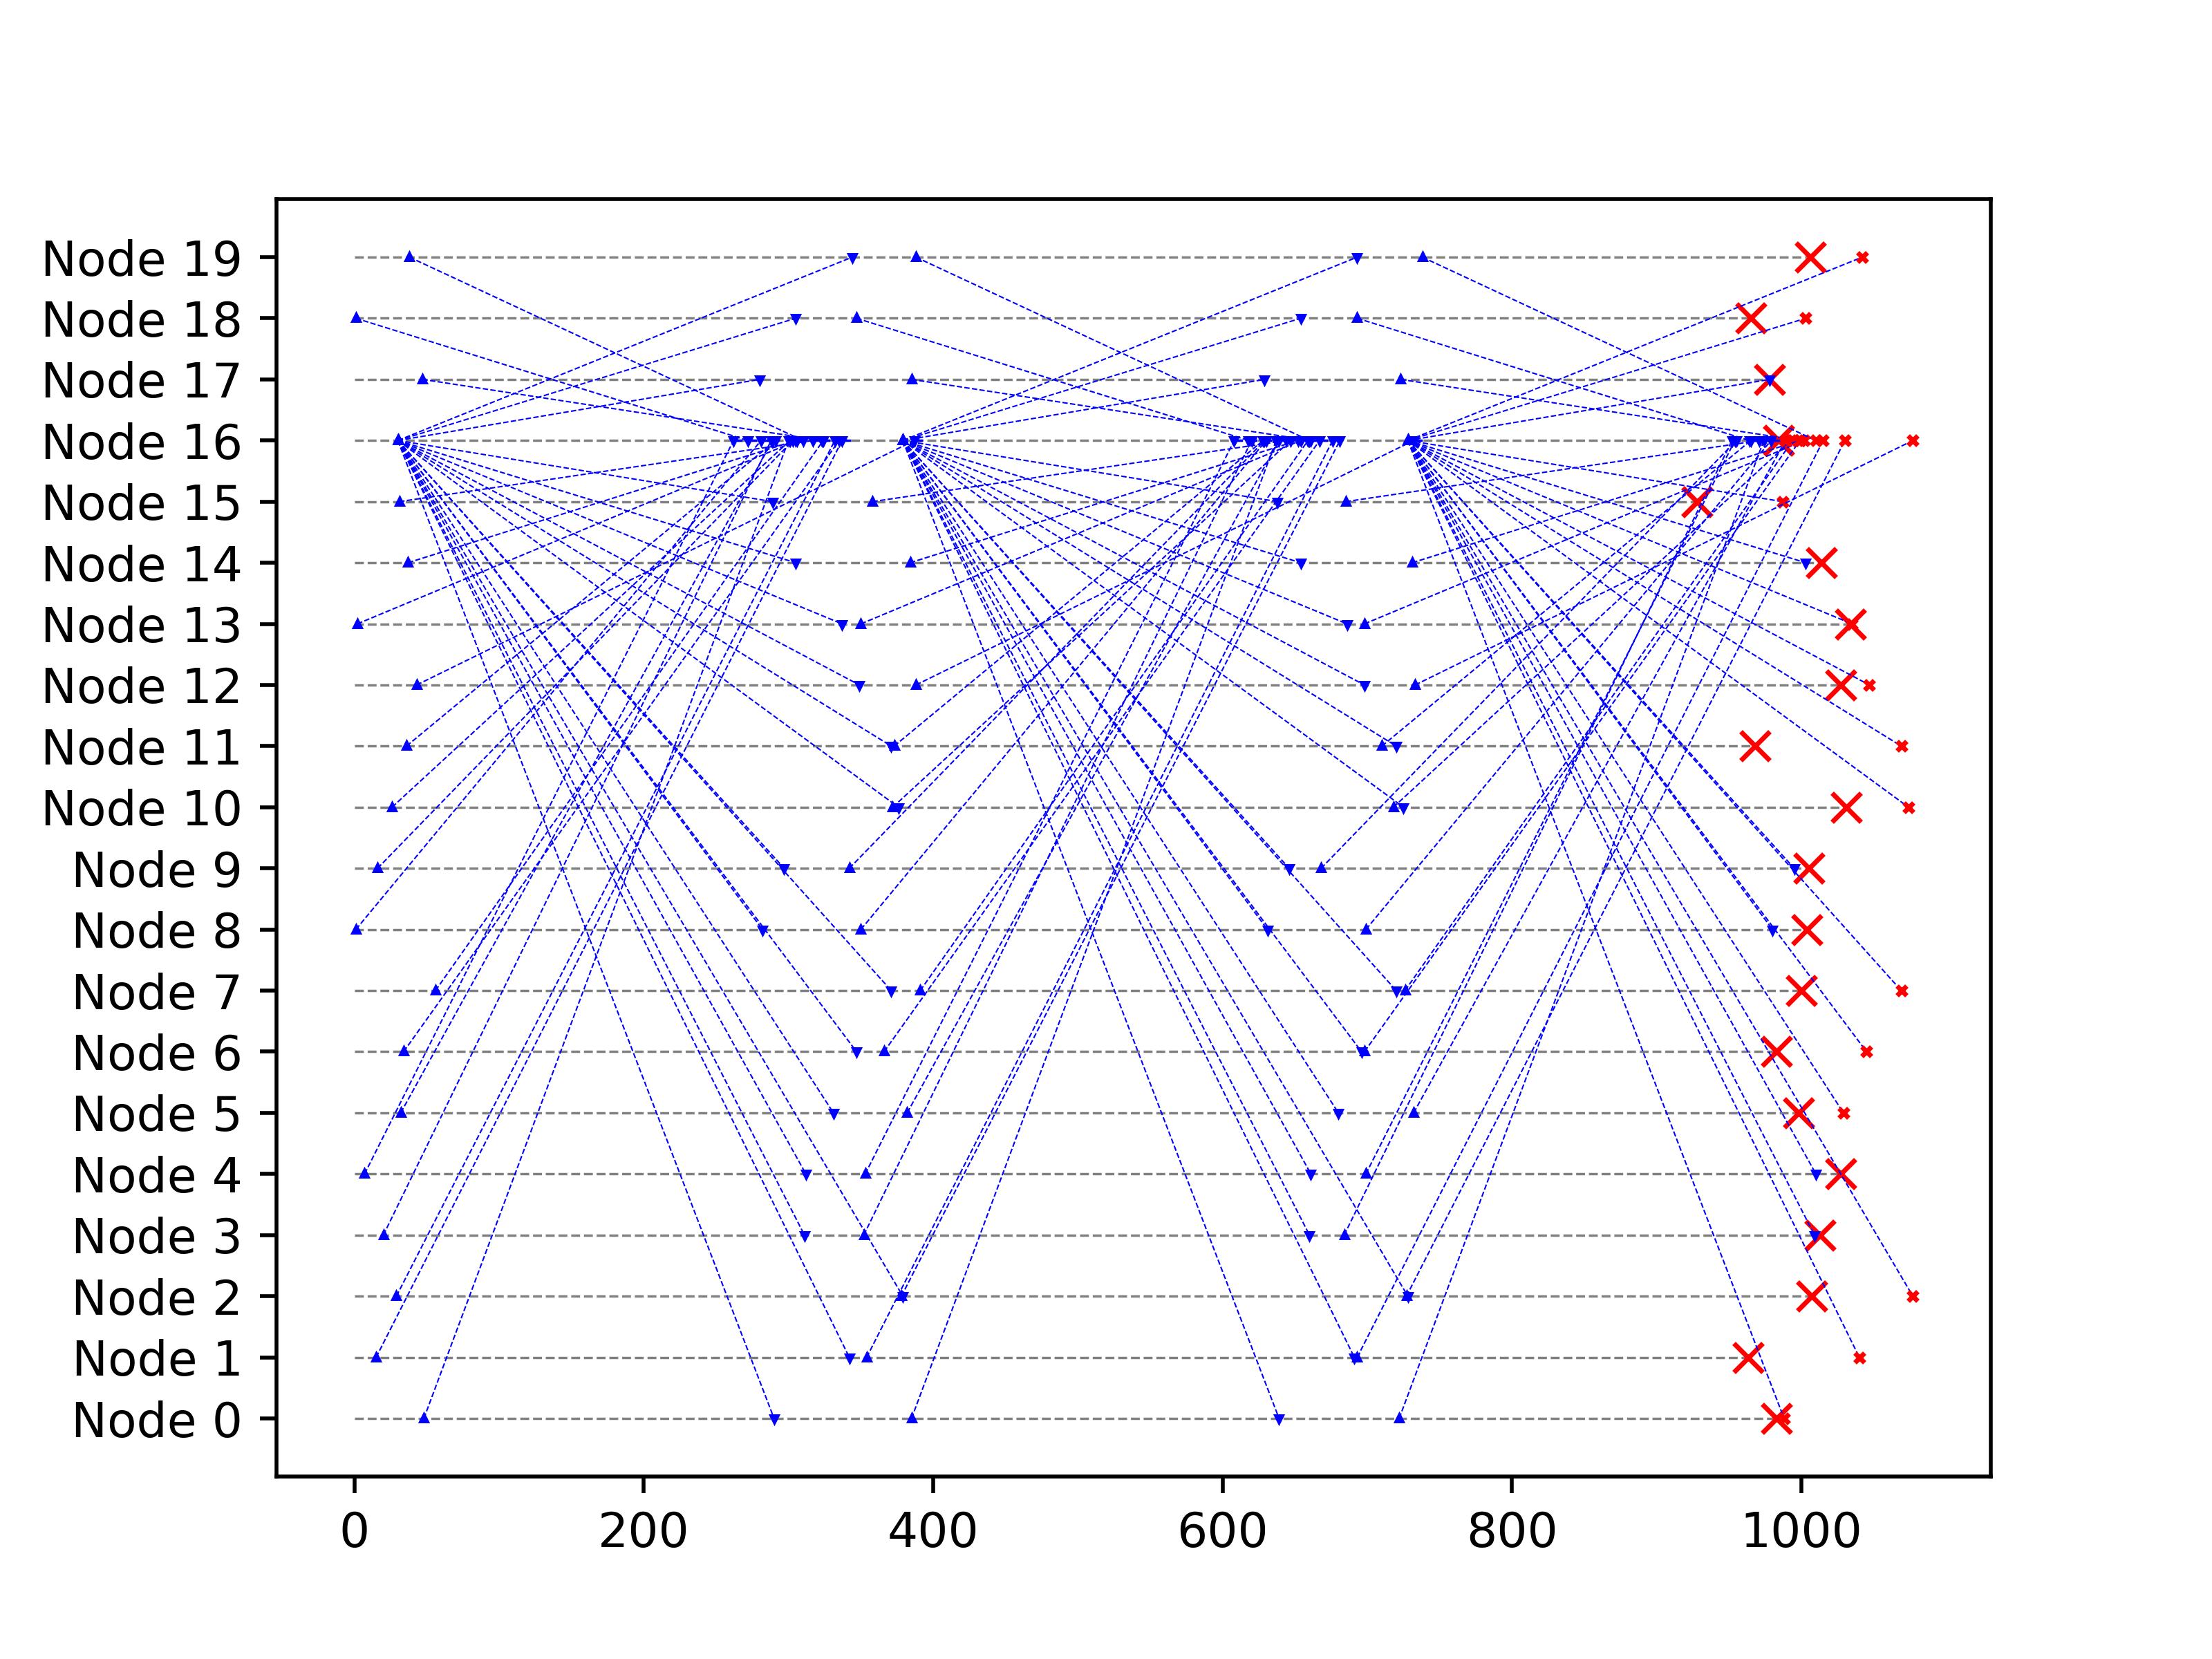 Node 19
Node 18
Node 17
Node 16
Node 15
Node 14
Node 13
Node 12
Node 11
Node 10
Node 9
Node 8
Node 7
Node 6
Node 5
Node 4
Node 3
Node 2
Node 1
Node 0
0 200 400 600 800 1000